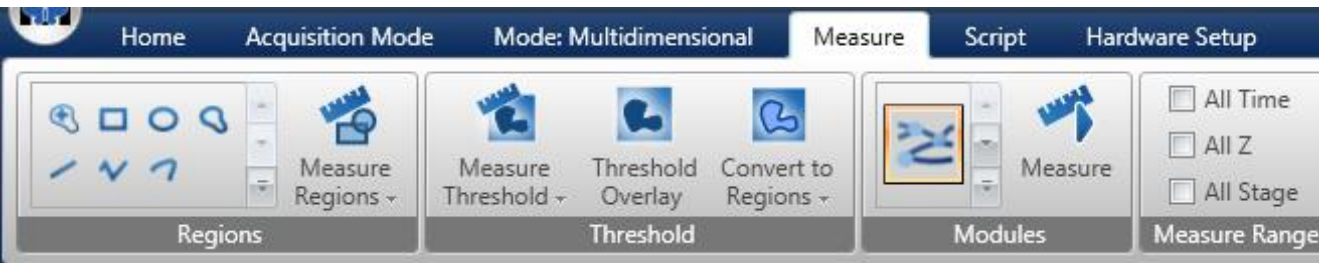 Home Acquisition Mode Mode: Multidimensional Measure Script Hardware Setup
Measure Regions
Measure Threshold
Threshold Overlay
Convert to Regions
Measure
All Time
All Z
All Stage
Regions Threshold Modules Measure Range